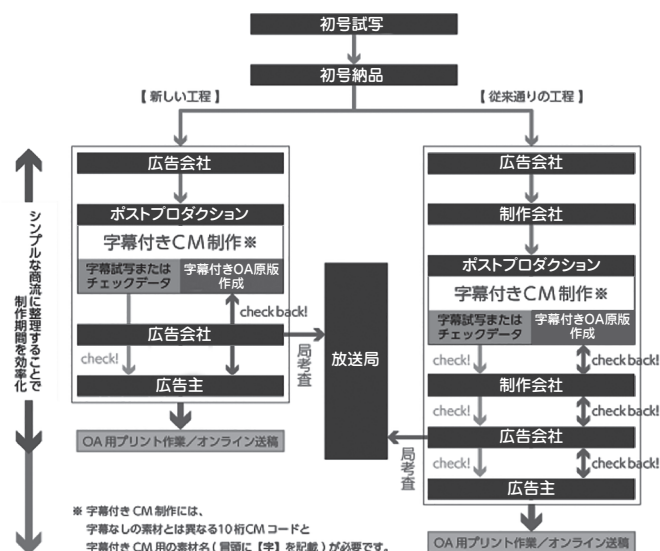 初号試写
初号納品
【 新しい工程 】
【 従来通りの工程 】
シンプルな商流に整理することで
制作期間を効率化
広告会社
ポストプロダクション
字幕付きCM制作※
字幕試写または
チェックデータ
字幕付きOA原版
作成
check back!
広告会社
check!
広告主
OA用プリント作業／オンライン送稿
局考査
放送局
局考査
広告会社
制作会社
ポストプロダクション
字幕付きCM制作※
字幕試写または
チェックデータ
字幕付きOA原版
作成
check!
check back!
制作会社
check!
check back!
広告会社
check!
check back!
広告主
OA用プリント作業／オンライン送稿
※ 字幕付きCM制作には、
字幕なしの素材とは異なる10桁CMコードと
字幕付きCM用の素材名（冒頭に【字】を記載）が必要です。